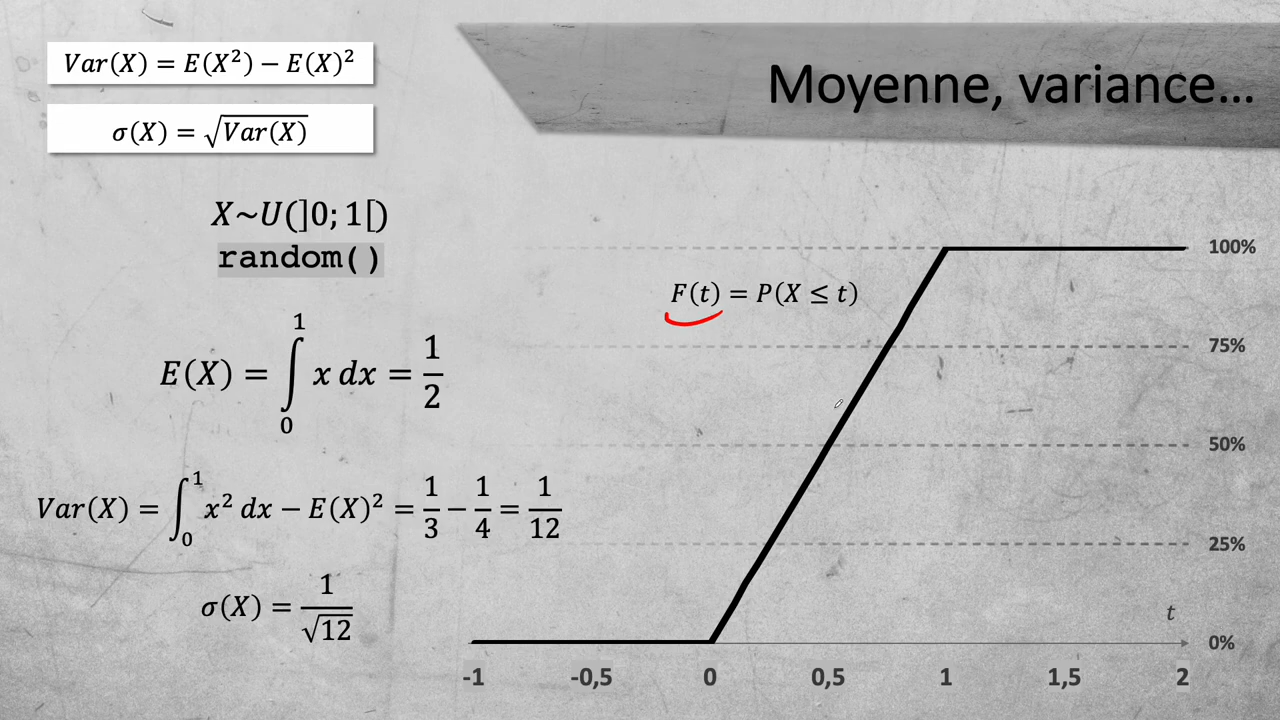 Moyenne, variance…
Var(X) = E(X²) − E(X)²
σ(X) = √Var(X)
X~U(]0; 1[)
random()
E(X) = ∫₀¹ x dx = 1/2
Var(X) = ∫₀¹ x² dx − E(X)² = 1/3 − 1/4 = 1/12
σ(X) = 1/√12
F(t) = P(X ≤ t)
100%
75%
50%
25%
0%
t
-1 -0,5 0 0,5 1 1,5 2